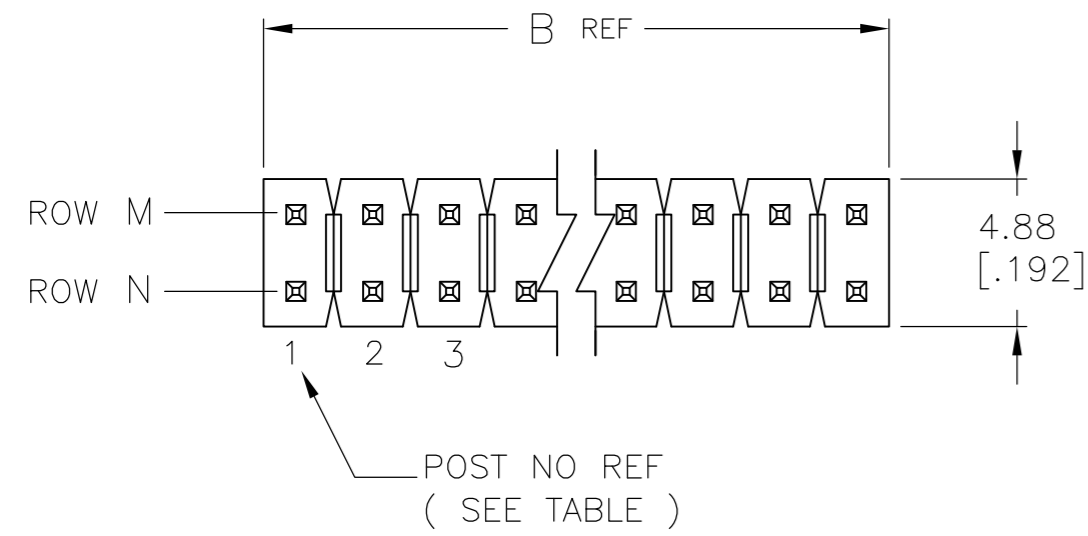 B REF
ROW M
ROW N
4.88
[.192]
1 2 3
POST NO REF
( SEE TABLE )